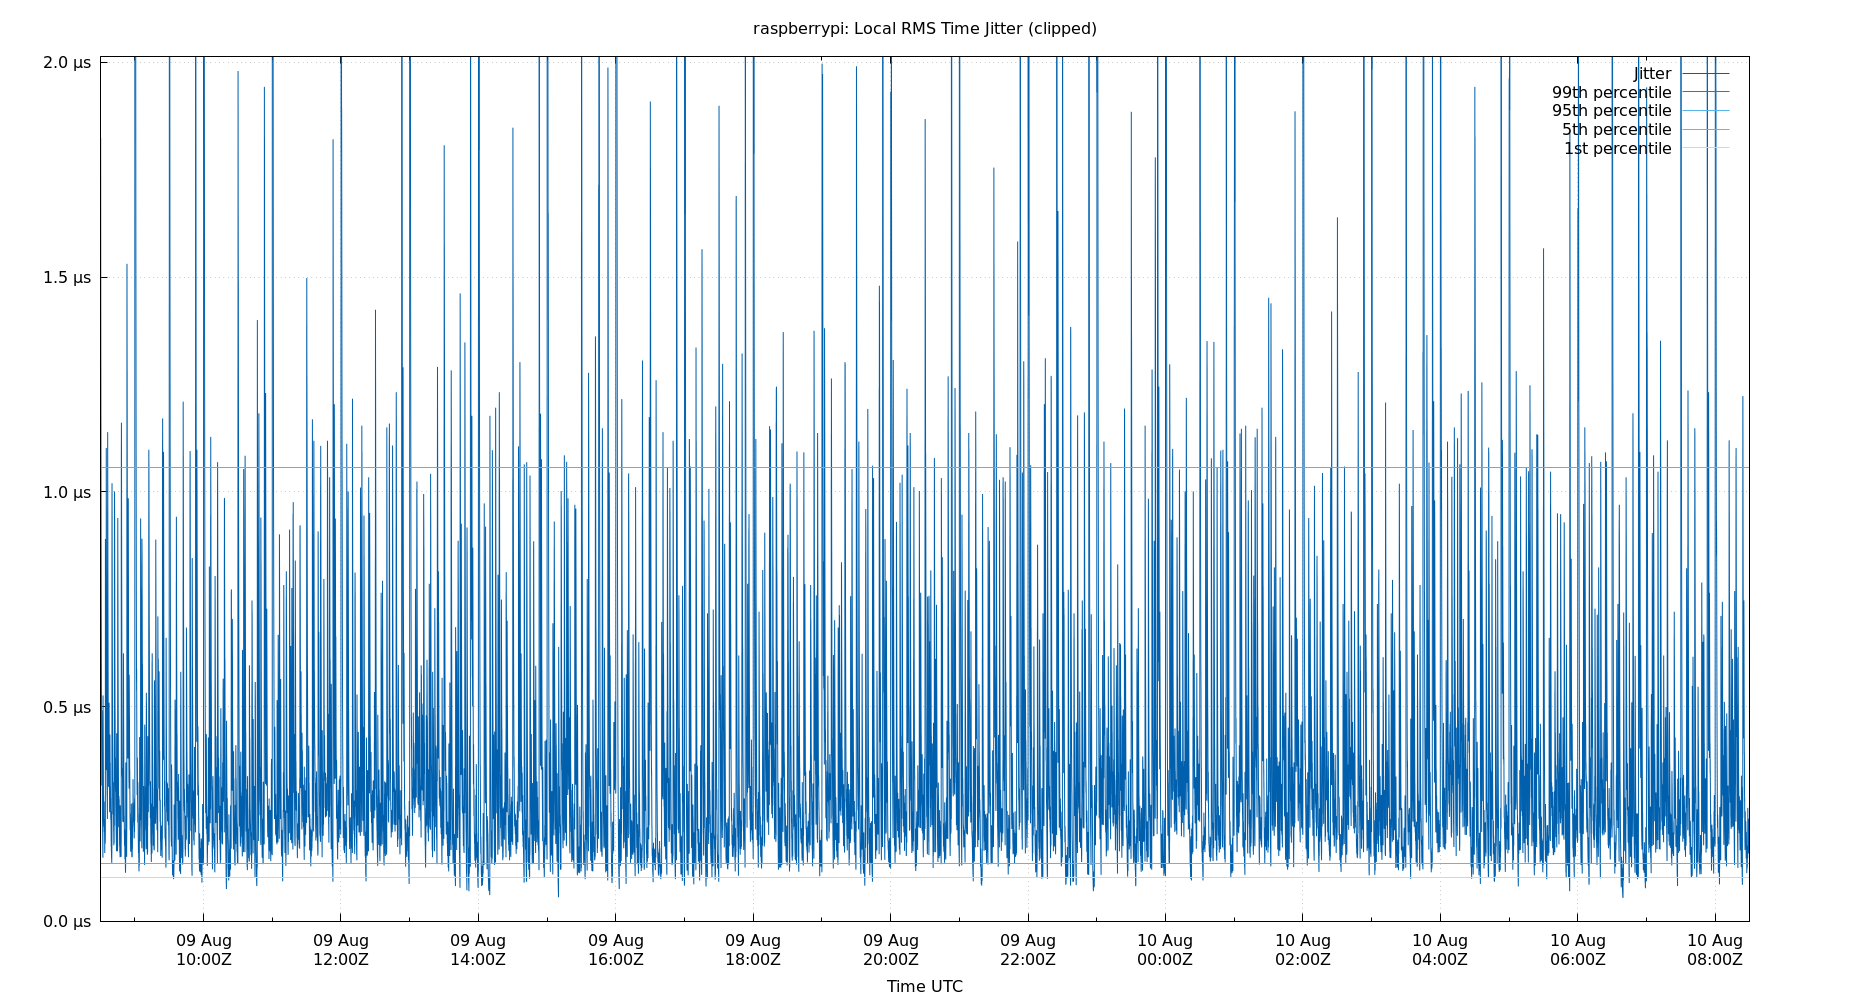 raspberrypi: Local RMS Time Jitter (clipped)
2.0 µs
1.5 µs
1.0 µs
0.5 µs
0.0 µs
Jitter
99th percentile
95th percentile
5th percentile
1st percentile
09 Aug 09 Aug 09 Aug 09 Aug 09 Aug 09 Aug 09 Aug 10 Aug 10 Aug 10 Aug 10 Aug 10 Aug
10:00Z 12:00Z 14:00Z 16:00Z 18:00Z 20:00Z 22:00Z 00:00Z 02:00Z 04:00Z 06:00Z 08:00Z
Time UTC